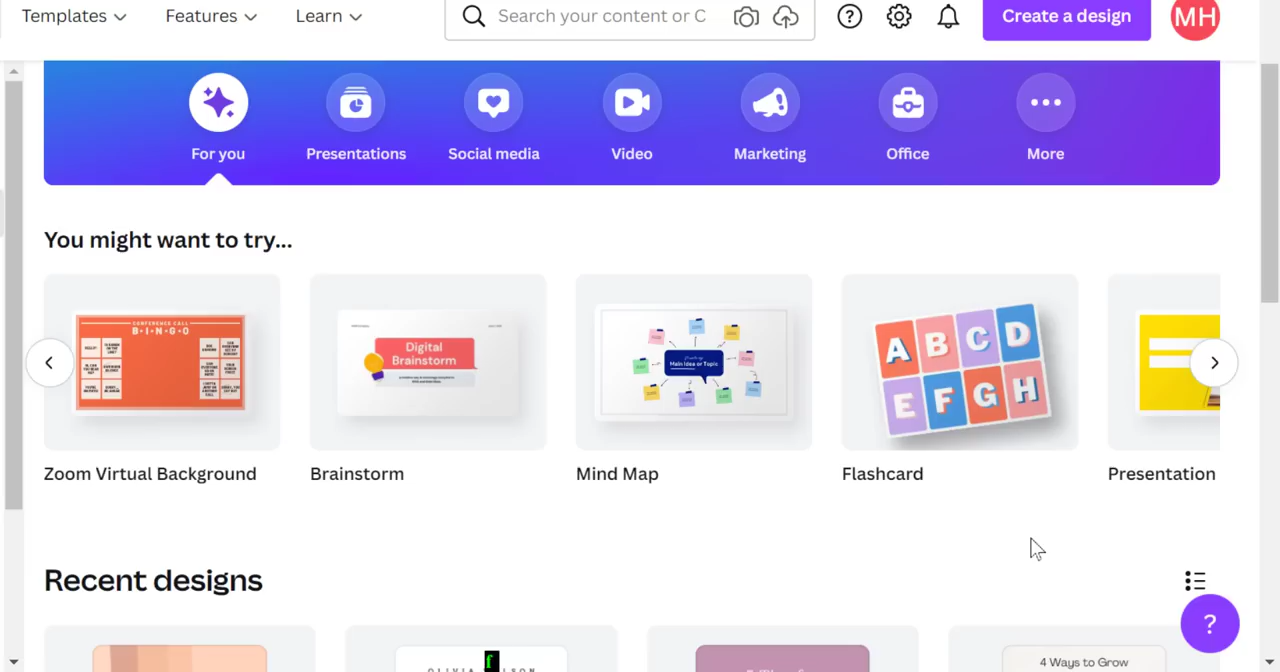 Templates Features Learn Search your content or C Create a design MH
For you Presentations Social media Video Marketing Office More
You might want to try...
CONFERENCE CALL
B·I·N·G·O
Digital
Brainstorm
Main Idea or Topic
A B C D
E F G H
Zoom Virtual Background Brainstorm Mind Map Flashcard Presentation
Recent designs
?
4 Ways to Grow